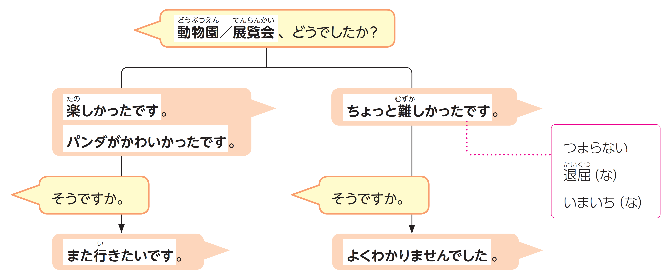 動物園／展覧会、どうでしたか？
楽しかったです。
パンダがかわいかったです。
ちょっと難しかったです。
つまらない
退屈（な）
いまいち（な）
そうですか。
そうですか。
また行きたいです。
よくわかりませんでした。